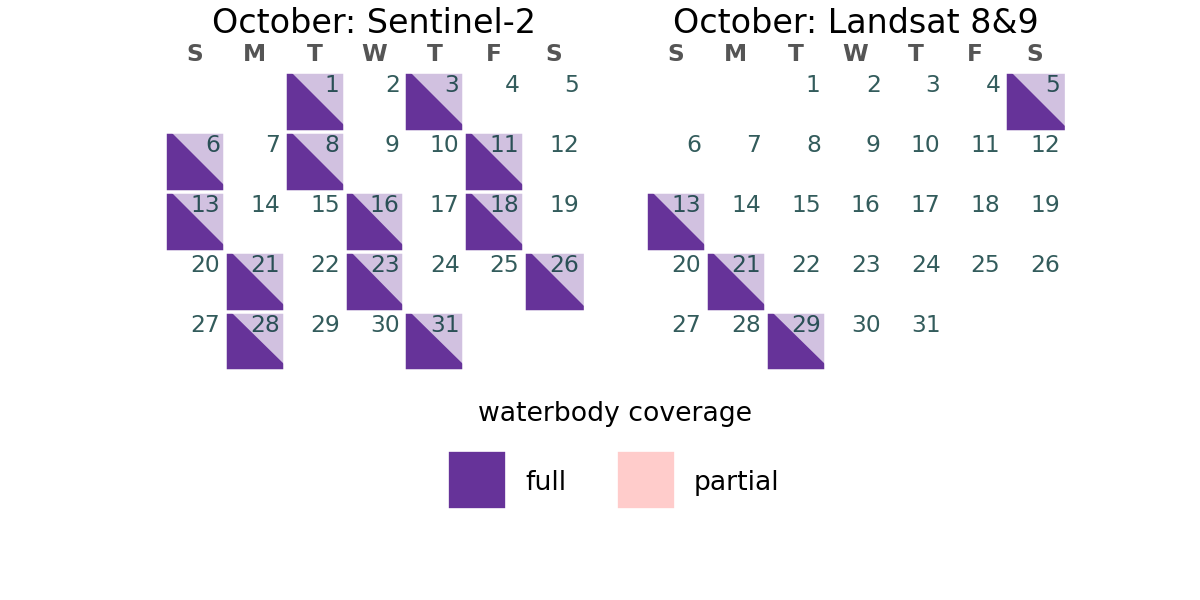 October: Sentinel-2
S M T W T F S
1 2 3 4 5
6 7 8 9 10 11 12
13 14 15 16 17 18 19
20 21 22 23 24 25 26
27 28 29 30 31
October: Landsat 8&9
S M T W T F S
1 2 3 4 5
6 7 8 9 10 11 12
13 14 15 16 17 18 19
20 21 22 23 24 25 26
27 28 29 30 31
waterbody coverage
full partial